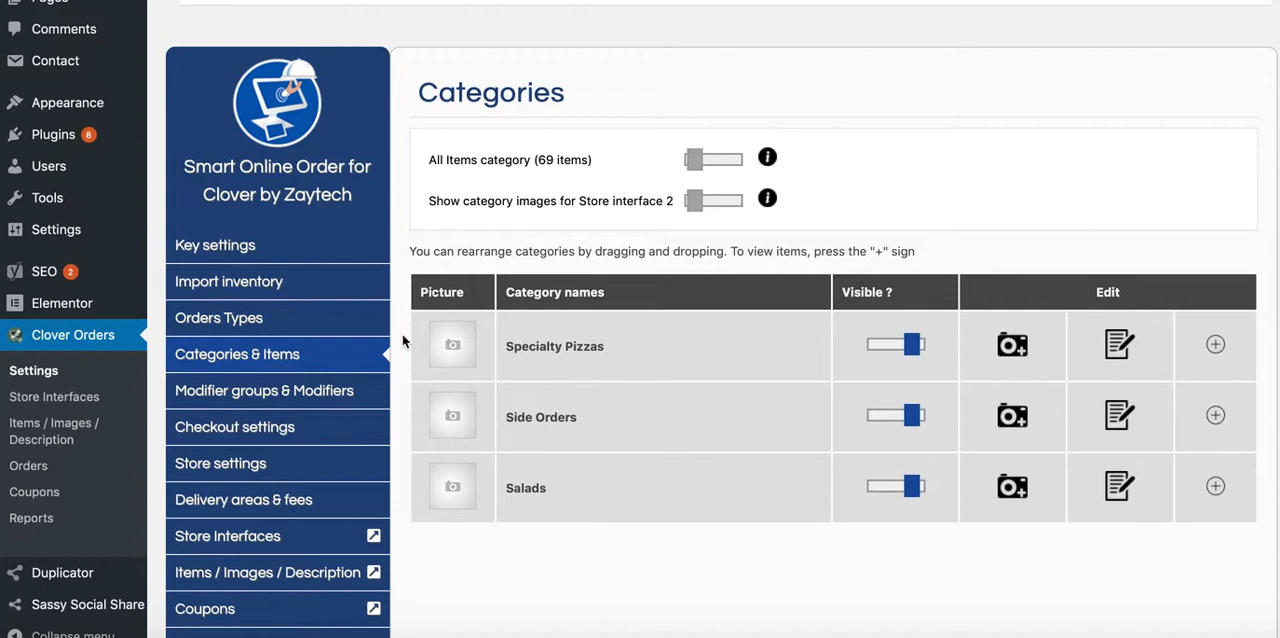 Pages
Comments
Contact
Appearance
Plugins 8
Users
Tools
Settings
SEO 2
Elementor
Clover Orders
Settings
Store Interfaces
Items / Images /
Description
Orders
Coupons
Reports
Duplicator
Sassy Social Share
Collapse menu
Smart Online Order for
Clover by Zaytech
Key settings
Import inventory
Orders Types
Categories & Items
Modifier groups & Modifiers
Checkout settings
Store settings
Delivery areas & fees
Store Interfaces
Items / Images / Description
Coupons
Categories
All Items category (69 items)
Show category images for Store interface 2
You can rearrange categories by dragging and dropping. To view items, press the "+" sign
Picture Category names Visible ? Edit
Specialty Pizzas
Side Orders
Salads